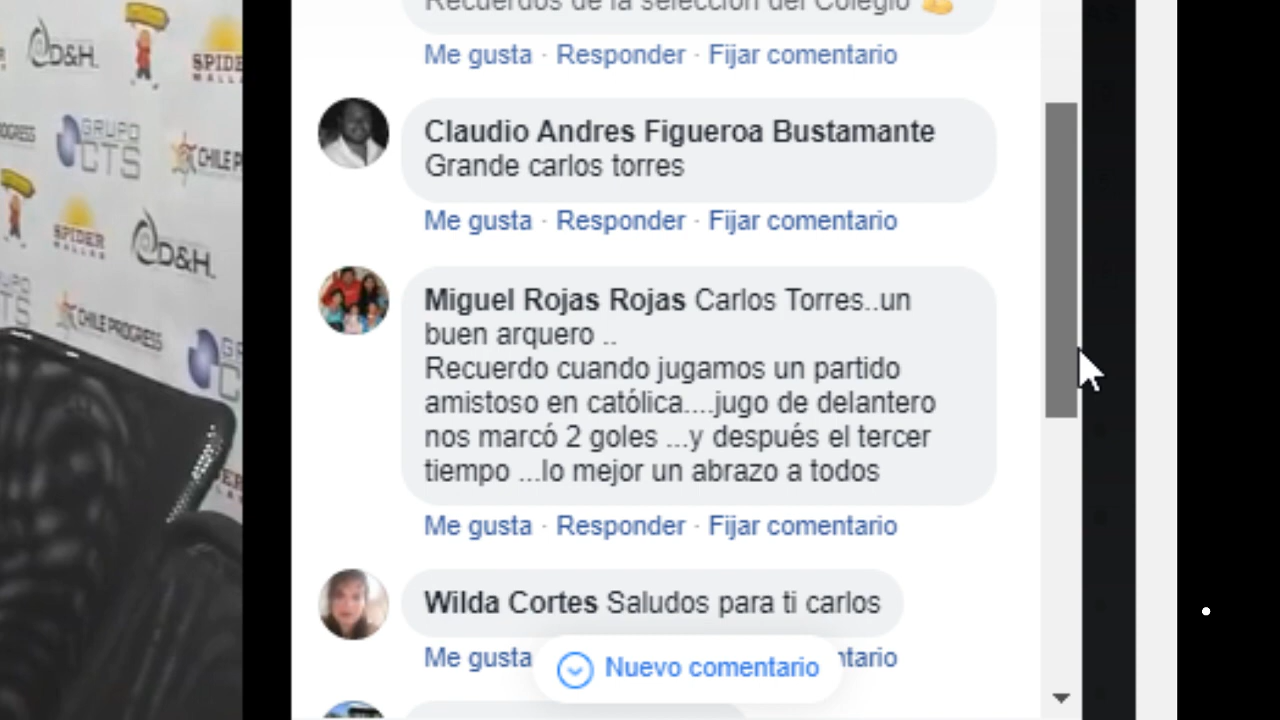 Recuerdos de la selección del Colegio
Me gusta · Responder · Fijar comentario
Claudio Andres Figueroa Bustamante
Grande carlos torres
Me gusta · Responder · Fijar comentario
Miguel Rojas Rojas Carlos Torres..un
buen arquero ..
Recuerdo cuando jugamos un partido
amistoso en católica....jugo de delantero
nos marcó 2 goles ...y después el tercer
tiempo ...lo mejor un abrazo a todos
Me gusta · Responder · Fijar comentario
Wilda Cortes Saludos para ti carlos
Me gusta
ntario
Nuevo comentario
D&H.
SPIDER
GRUPO
CTS
CHILE P
SPIDER
MALLAS
D&H.
CHILE PROGRESS